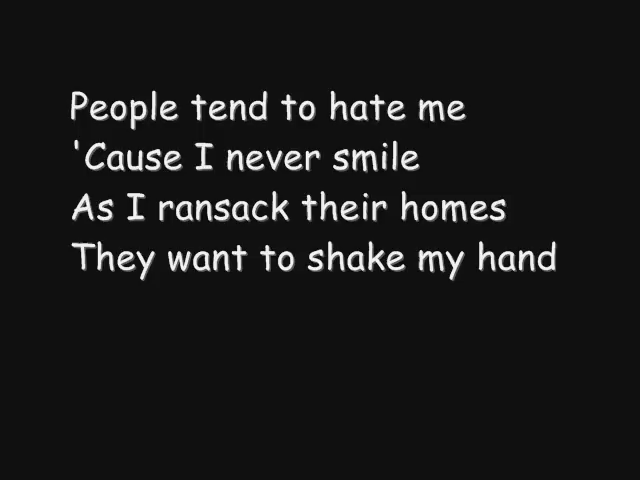 People tend to hate me
'Cause I never smile
As I ransack their homes
They want to shake my hand